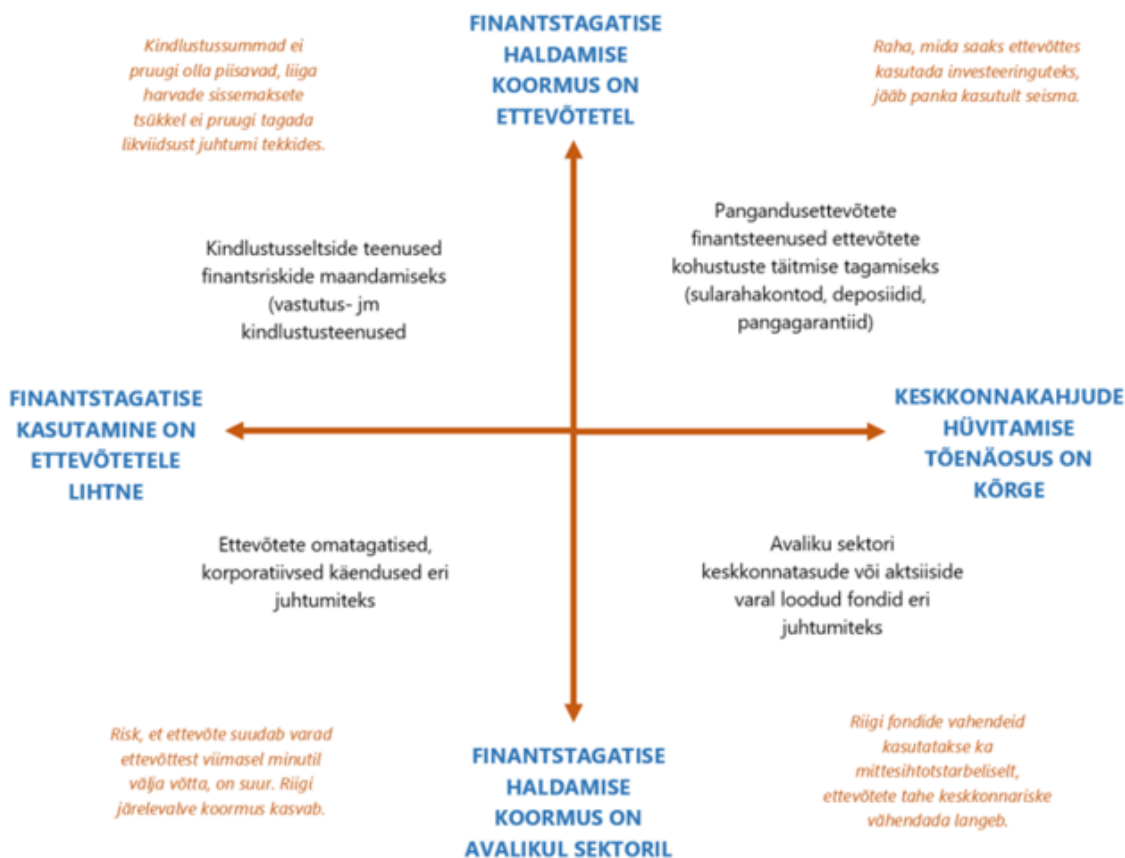 FINANTSTAGATISE
HALDAMISE
KOORMUS ON
ETTEVÕTETEL
Kindlustussummad ei
pruugi olla piisavad, liiga
harvade sissemaksete
tsükkel ei pruugi tagada
likviidsust juhtumi tekkides.
Raha, mida saaks ettevõttes
kasutada investeeringuteks,
jääb panka kasutult seisma.
Kindlustusseltside teenused
finantsriskide maandamiseks
(vastutus- jm
kindlustusteenused
Pangandusettevõtete
finantsteenused ettevõtete
kohustuste täitmise tagamiseks
(sularahakontod, deposiidid,
pangagarantiid)
FINANTSTAGATISE
KASUTAMINE ON
ETTEVÕTETELE
LIHTNE
KESKKONNAKAHJUDE
HÜVITAMISE
TÕENÄOSUS ON
KÕRGE
Ettevõtete omatagatised,
korporatiivsed käendused eri
juhtumiteks
Avaliku sektori
keskkonnatasude või aktsiiside
varal loodud fondid eri
juhtumiteks
Risk, et ettevõte suudab varad
ettevõttest viimasel minutil
välja võtta, on suur. Riigi
järelevalve koormus kasvab.
FINANTSTAGATISE
HALDAMISE
KOORMUS ON
AVALIKUL SEKTORIL
Riigi fondide vahendeid
kasutatakse ka
mittesihtotstarbeliselt,
ettevõtete tahe keskkonnariske
vähendada langeb.